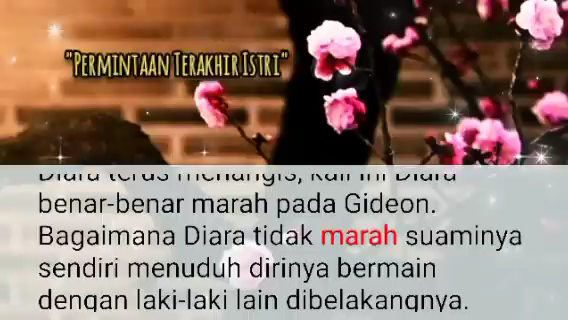 "PERMINTAAN TERAKHIR ISTRI"
Diara terus menangis, kali ini Diara
benar-benar marah pada Gideon.
Bagaimana Diara tidak marah suaminya
sendiri menuduh dirinya bermain
dengan laki-laki lain dibelakangnya.